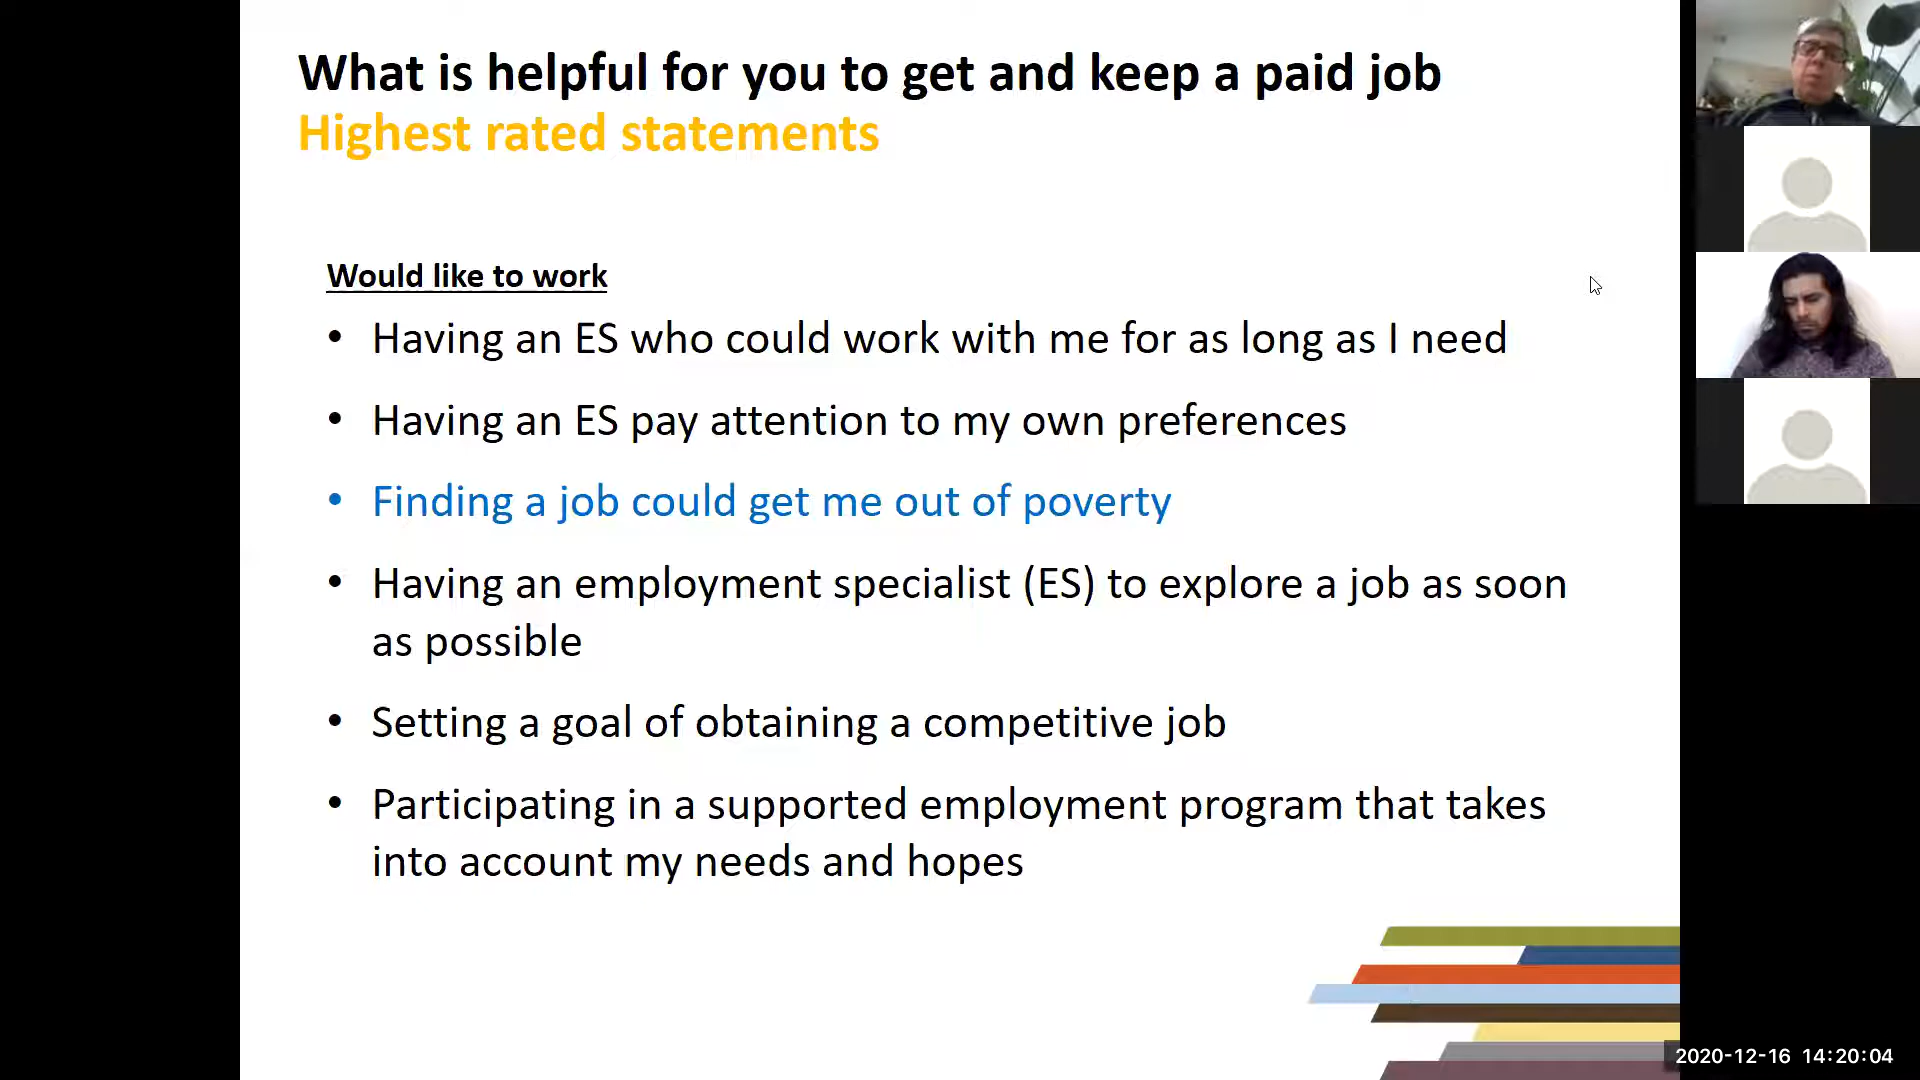 What is helpful for you to get and keep a paid job
Highest rated statements
Would like to work
• Having an ES who could work with me for as long as I need
• Having an ES pay attention to my own preferences
• Finding a job could get me out of poverty
• Having an employment specialist (ES) to explore a job as soon
as possible
• Setting a goal of obtaining a competitive job
• Participating in a supported employment program that takes
into account my needs and hopes
2020-12-16 14:20:04